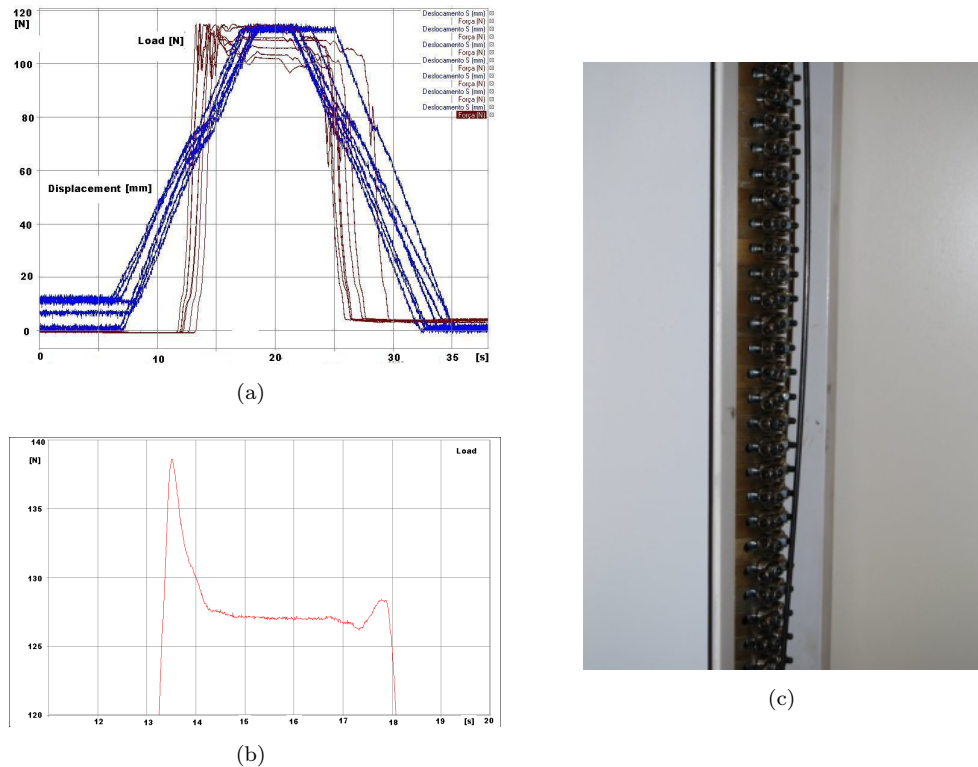 120
[N]
Load [N]
Deslocamento S [mm]
Força [N]
Deslocamento S [mm]
Força [N]
Deslocamento S [mm]
Força [N]
Deslocamento S [mm]
Força [N]
Deslocamento S [mm]
Força [N]
Deslocamento S [mm]
Força [N]
Deslocamento S [mm]
Força [N]
100
80
60
Displacement [mm]
40
20
0
0 10 20 30 35 [s]
(a)
140
[N]
Load
135
130
125
120
12 13 14 15 16 17 18 19 [s] 20
(b)
(c)